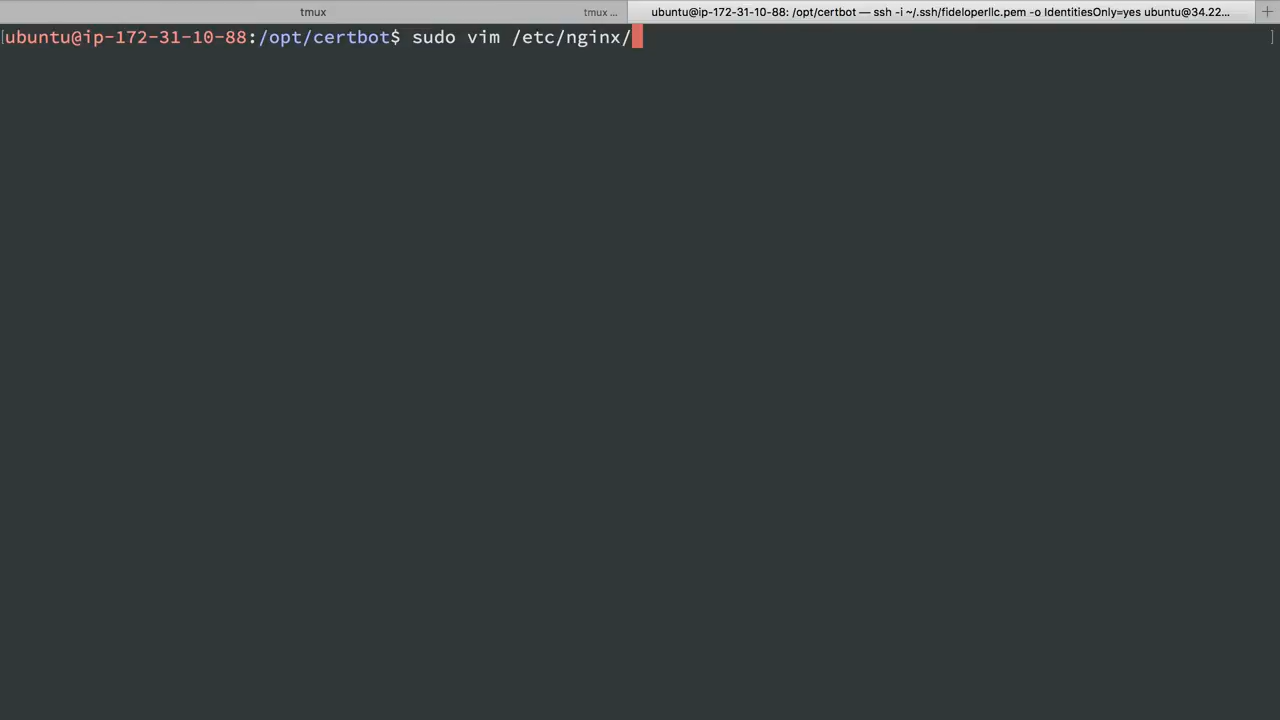 tmux
tmux ...
ubuntu@ip-172-31-10-88: /opt/certbot — ssh -i ~/.ssh/fideloperllc.pem -o IdentitiesOnly=yes ubuntu@34.22...
[ubuntu@ip-172-31-10-88:/opt/certbot$ sudo vim /etc/nginx/ ]